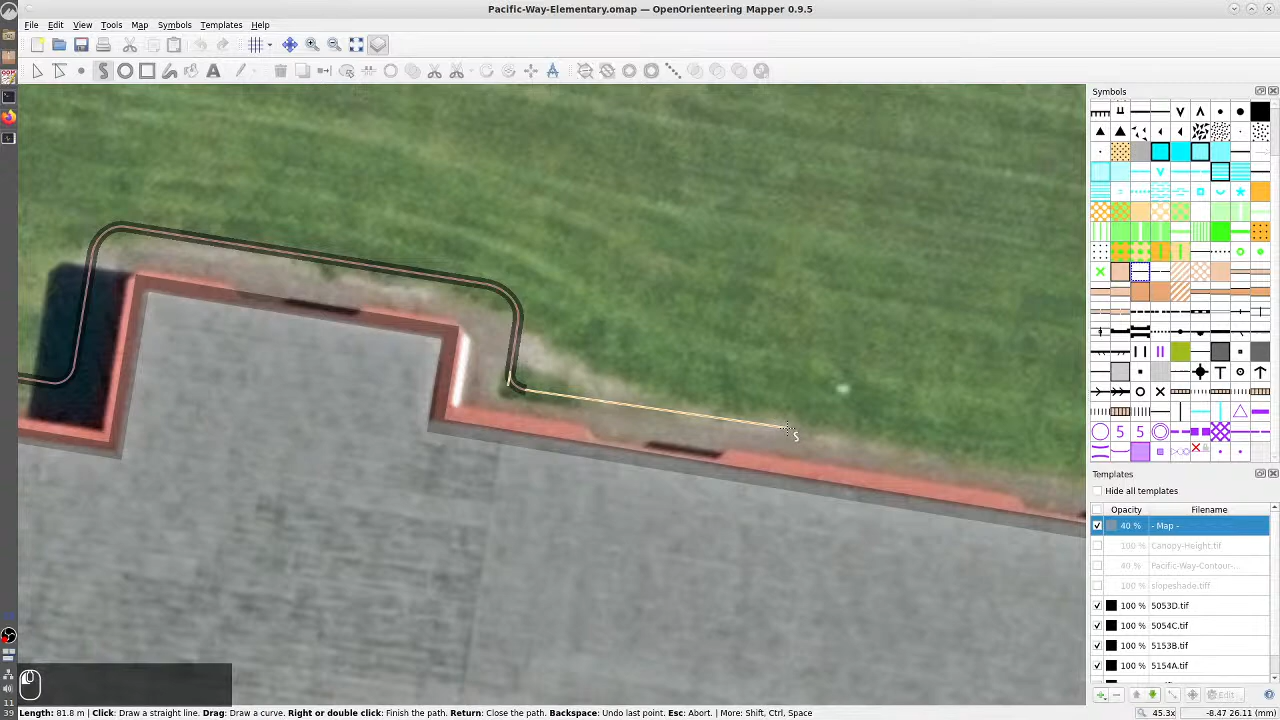 Pacific-Way-Elementary.omap — OpenOrienteering Mapper 0.9.5
File Edit View Tools Map Symbols Templates Help
Symbols
Templates
Hide all templates
Opacity Filename
40 % - Map -
100 % Canopy-Height.tif
40 % Pacific-Way-Contour-...
100 % slopeshade.tiff
100 % 5053D.tif
100 % 5054C.tif
100 % 5153B.tif
100 % 5154A.tif
Edit
11
39
Length: 81.8 m | Click: Draw a straight line. Drag: Draw a curve. Right or double click: Finish the path. Return: Close the path. Backspace: Undo last point. Esc: Abort. | More: Shift, Ctrl, Space
45.3x
-8.47 26.11 (mm)